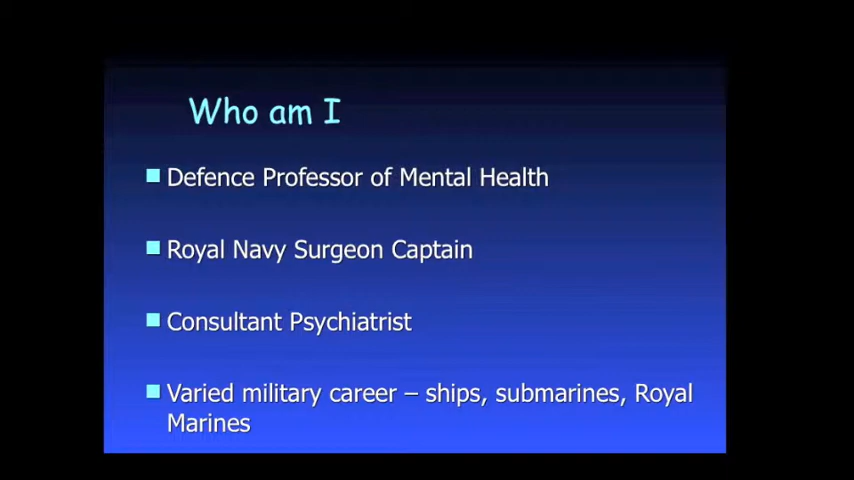 Who am I
Defence Professor of Mental Health
Royal Navy Surgeon Captain
Consultant Psychiatrist
Varied military career – ships, submarines, Royal
Marines